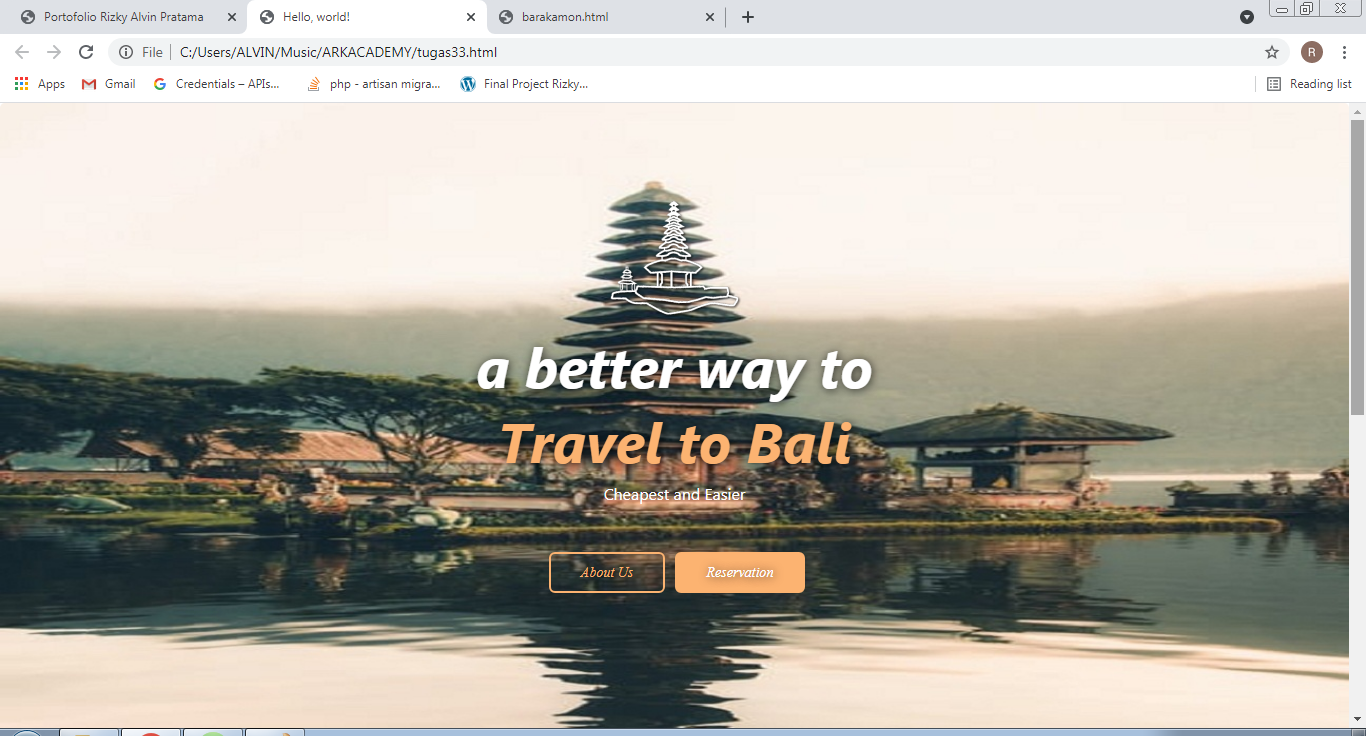 Portofolio Rizky Alvin Pratama
Hello, world!
barakamon.html
File
C:/Users/ALVIN/Music/ARKACADEMY/tugas33.html
R
Apps
Gmail
Credentials – APIs...
php - artisan migra...
Final Project Rizky...
Reading list
a better way to
Travel to Bali
Cheapest and Easier
About Us
Reservation